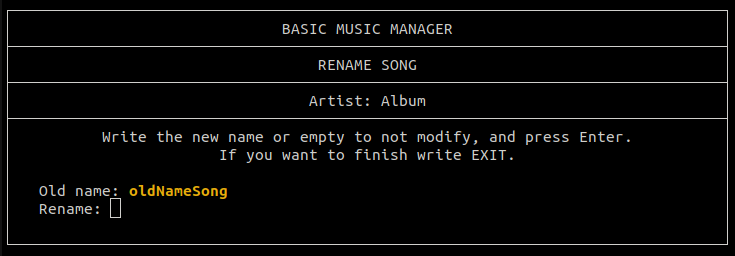 BASIC MUSIC MANAGER
RENAME SONG
Artist: Album
Write the new name or empty to not modify, and press Enter.
If you want to finish write EXIT.
Old name: oldNameSong
Rename: